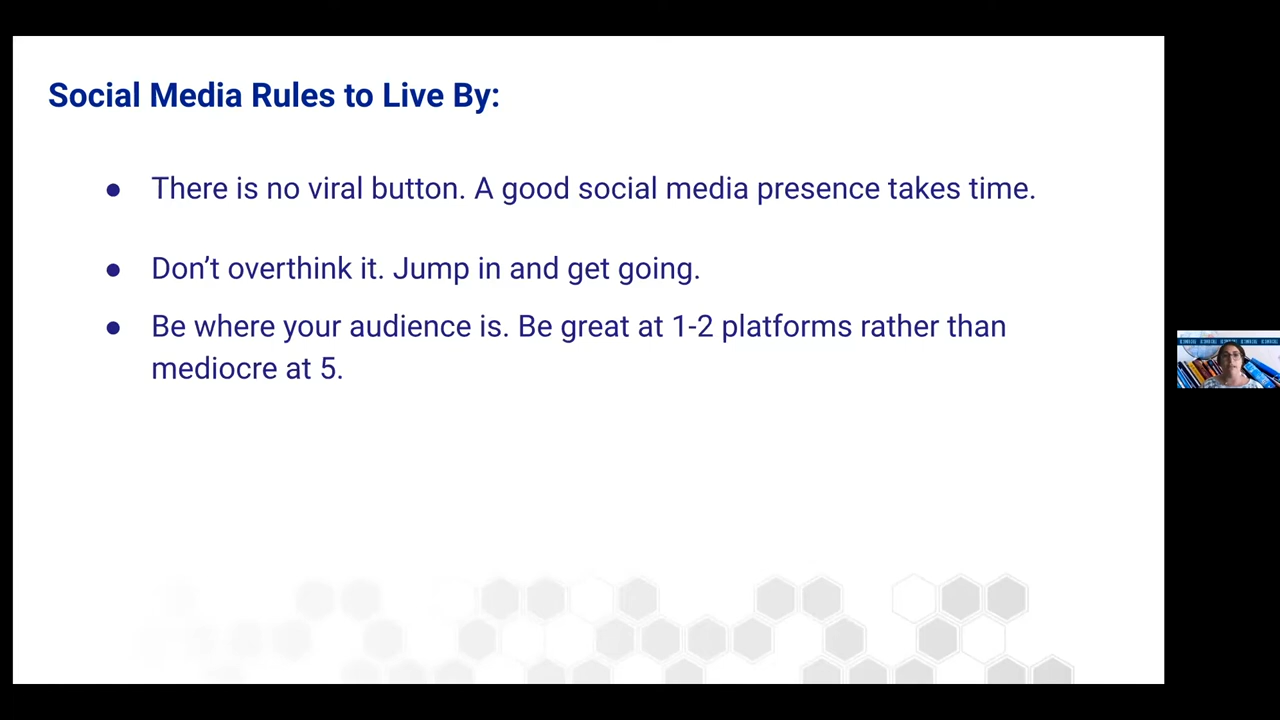 Social Media Rules to Live By:
● There is no viral button. A good social media presence takes time.
● Don’t overthink it. Jump in and get going.
● Be where your audience is. Be great at 1-2 platforms rather than
mediocre at 5.